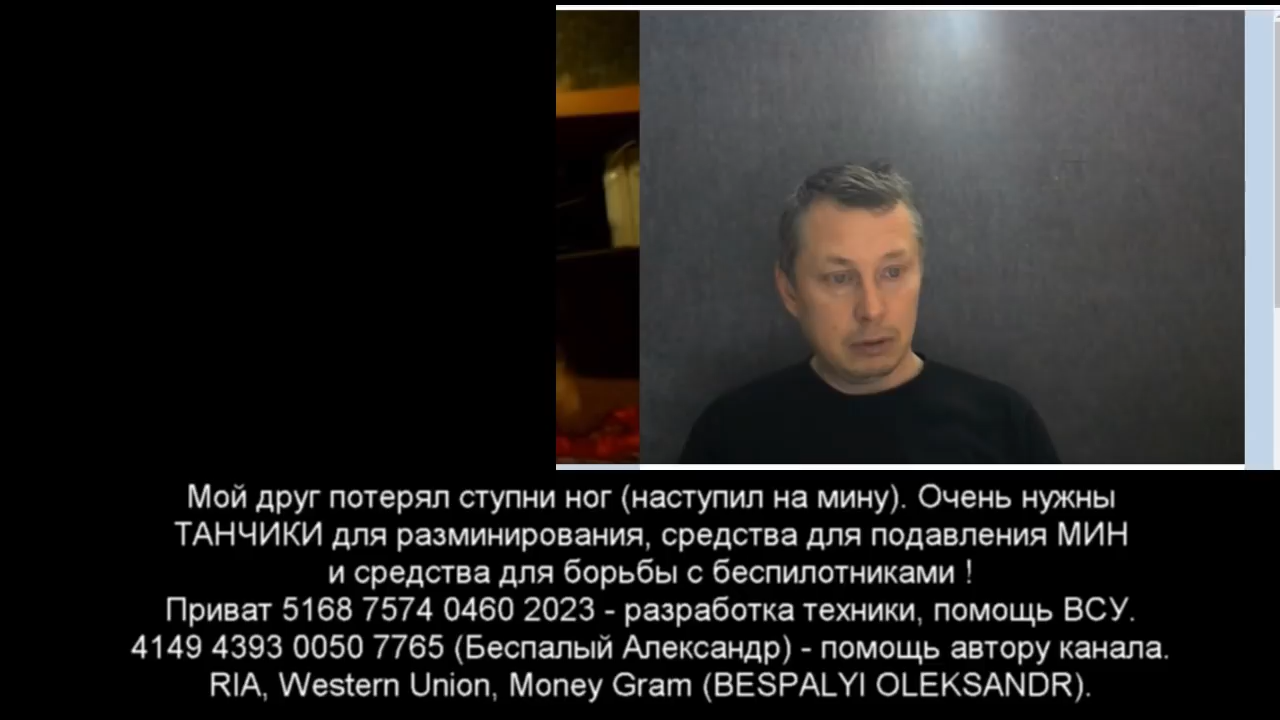 Мой друг потерял ступни ног (наступил на мину). Очень нужны
ТАНЧИКИ для разминирования, средства для подавления МИН
и средства для борьбы с беспилотниками !
Приват 5168 7574 0460 2023 - разработка техники, помощь ВСУ.
4149 4393 0050 7765 (Беспалый Александр) - помощь автору канала.
RIA, Western Union, Money Gram (BESPALYI OLEKSANDR).